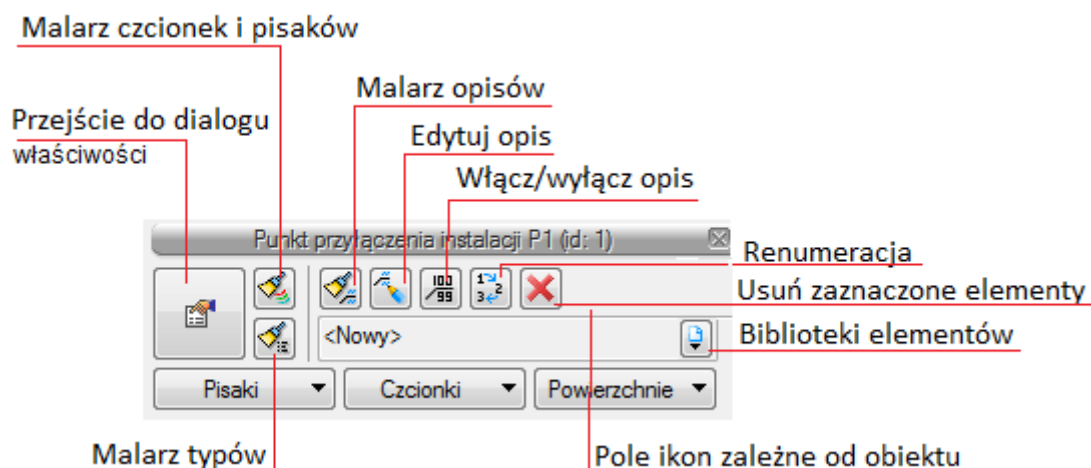 Malarz czcionek i pisaków
Malarz opisów
Przejście do dialogu
właściwości
Edytuj opis
Włącz/wyłącz opis
Punkt przyłączenia instalacji P1 (id: 1)
Renumeracja
Usuń zaznaczone elementy
<Nowy>
Biblioteki elementów
Pisaki
Czcionki
Powierzchnie
Malarz typów
Pole ikon zależne od obiektu